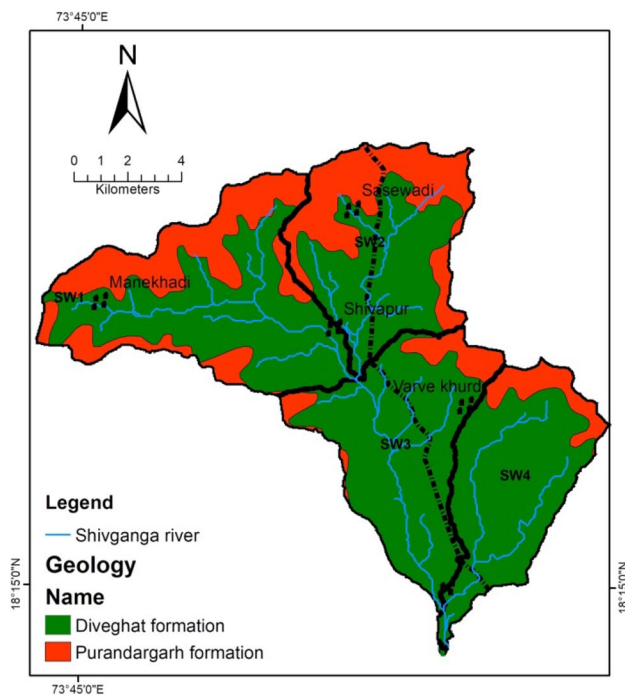 73°45'0"E
N
0 1 2 4
Kilometers
Sasewadi
SW2
Manekhadi
SW1
Shivapur
Varve khurd
SW3
SW4
Legend
Shivganga river
Geology
Name
Diveghat formation
Purandargarh formation
18°15'0"N
18°15'0"N
73°45'0"E